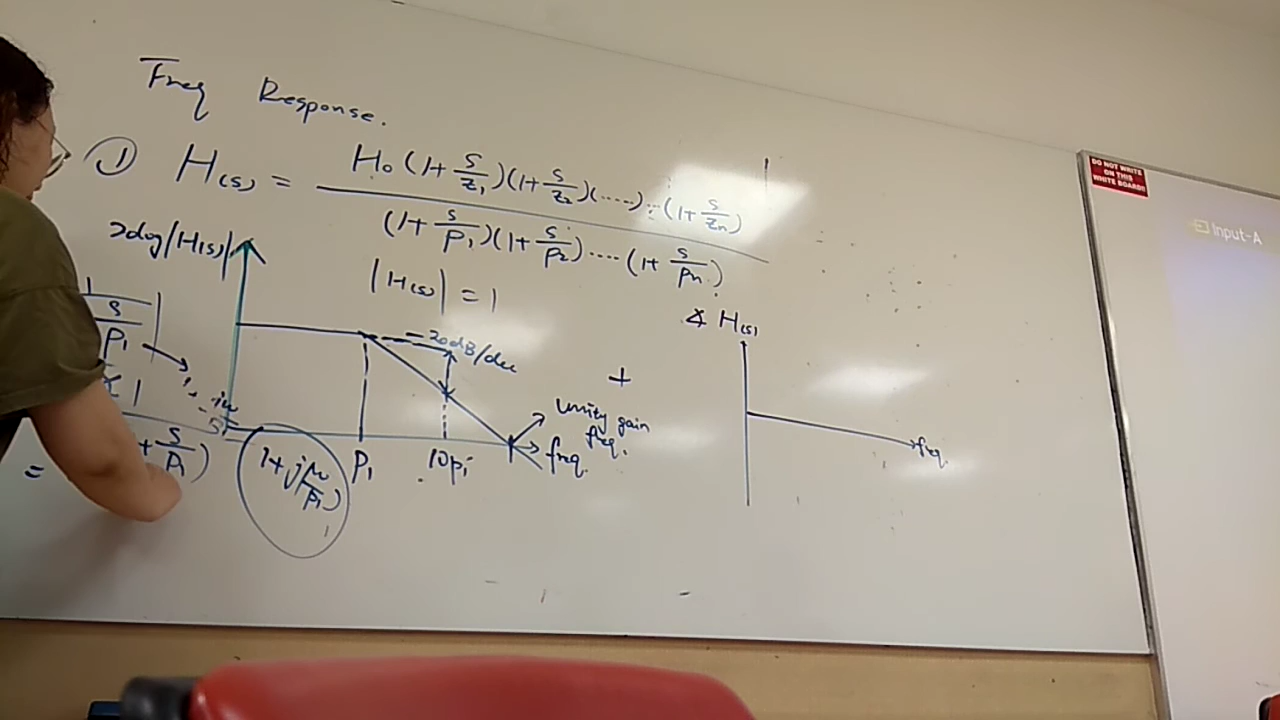 Freq Response.
① H(s) = H₀(1+s/z₁)(1+s/z₂)(....)...(1+s/zₙ)
(1+s/p₁)(1+s/p₂)....(1+s/pₙ)
DO NOT WRITE
ON THIS
WHITE BOARD
Input-A
20log|H(s)|
|H(s)| = 1
∡ H(s)
-20dB/dec
s/p₁
+
Unity gain
freq.
freq.
freq.
= +s/p₁)
1+jω/p₁)
p₁
10p₁